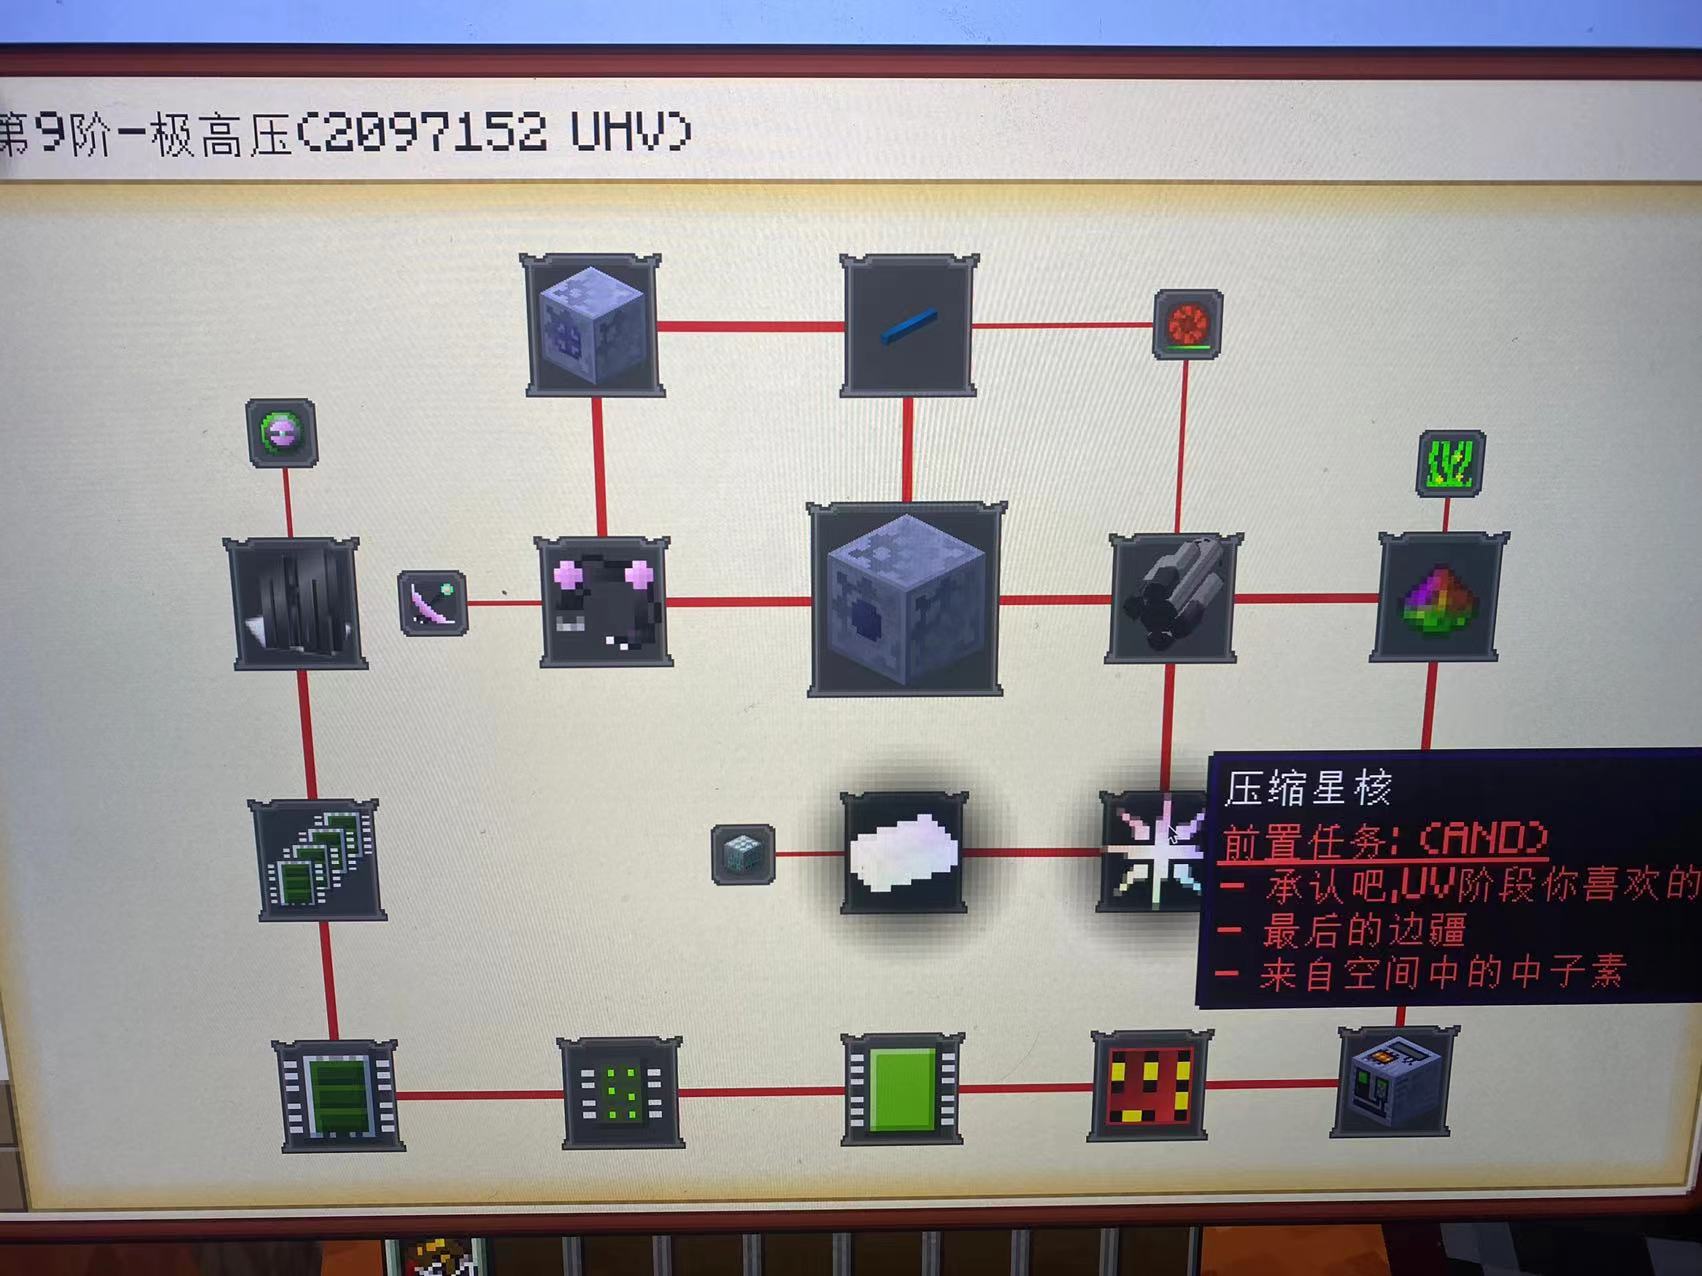 第9阶-极高压(2097152 UHV)
压缩星核
前置任务: (AND)
- 承认吧,UV阶段你喜欢的
- 最后的边疆
- 来自空间中的中子素